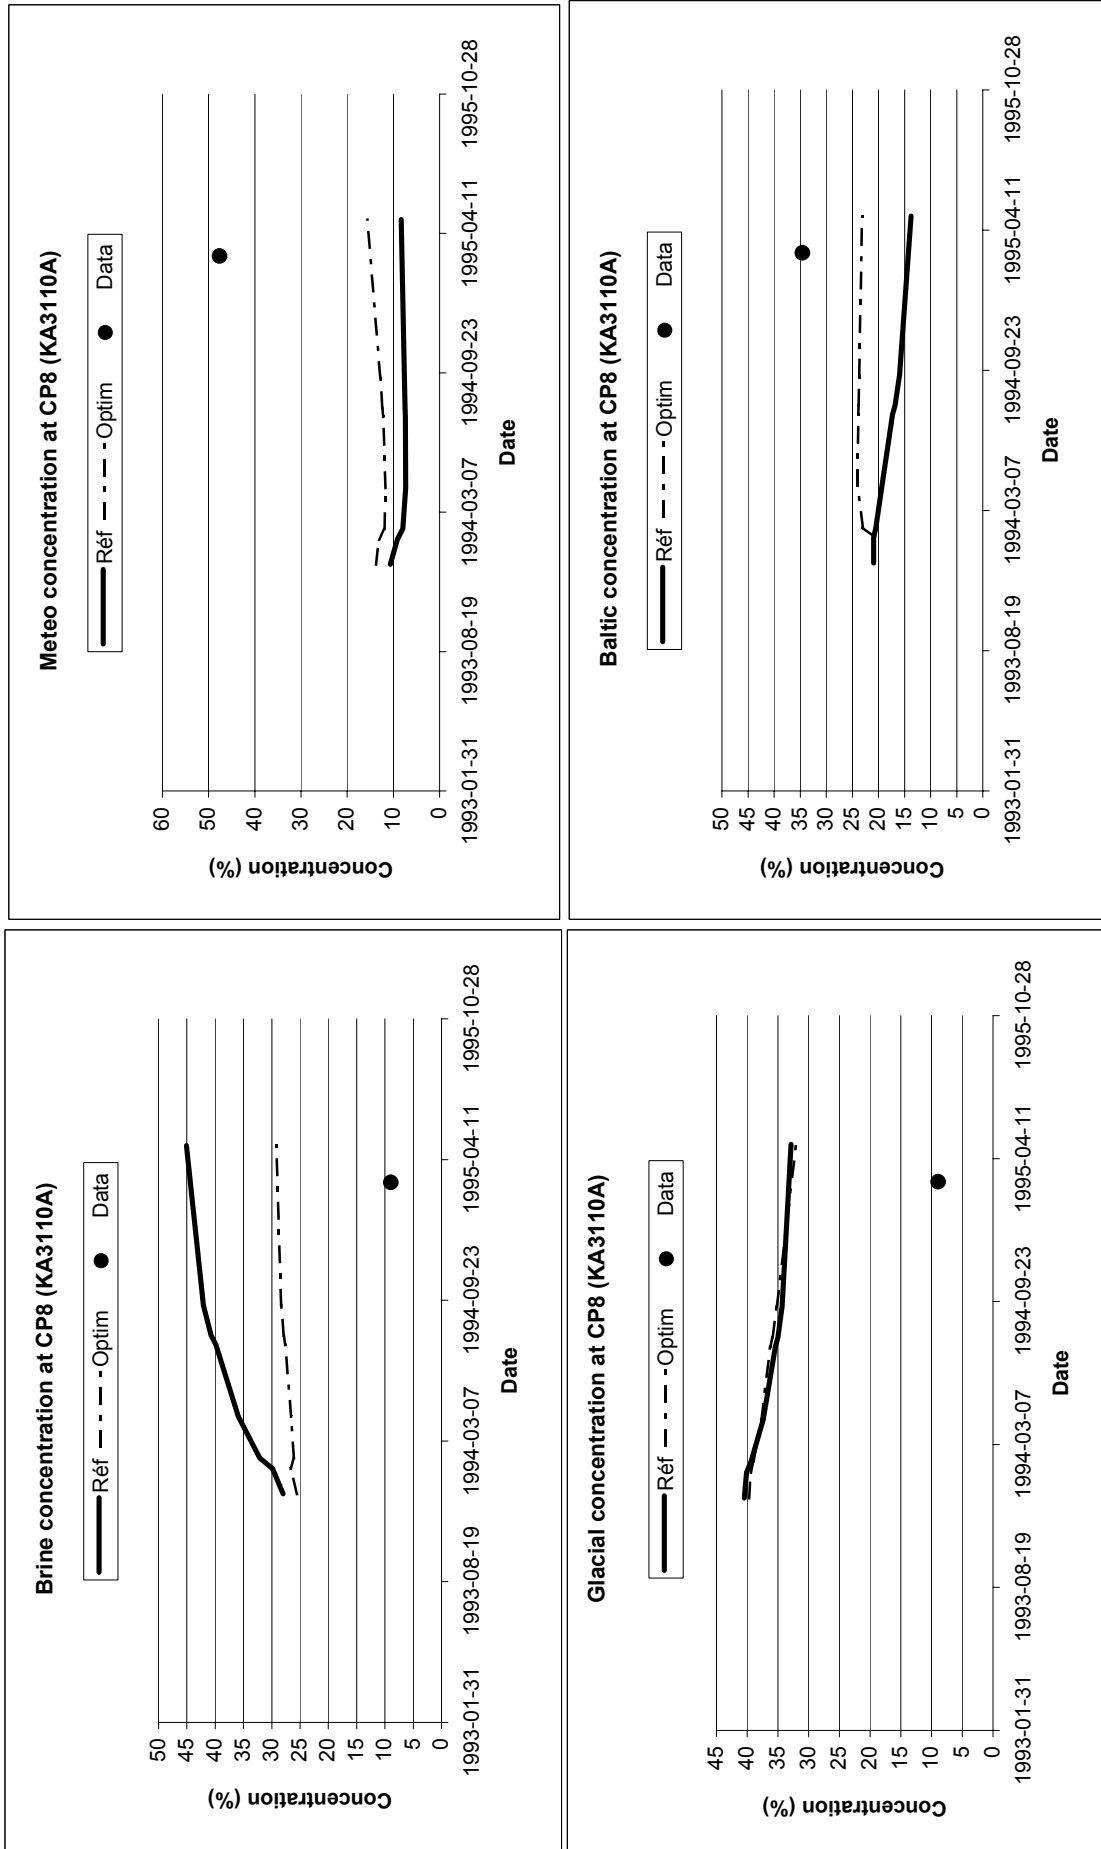 Brine concentration at CP8 (KA3110A)
Réf Optim Data
50
45
40
35
30
25
20
15
10
5
0
Concentration (%)
1993-01-31 1993-08-19 1994-03-07 1994-09-23 1995-04-11 1995-10-28
Date
Meteo concentration at CP8 (KA3110A)
Réf Optim Data
60
50
40
30
20
10
0
Concentration (%)
1993-01-31 1993-08-19 1994-03-07 1994-09-23 1995-04-11 1995-10-28
Date
Glacial concentration at CP8 (KA3110A)
Réf Optim Data
45
40
35
30
25
20
15
10
5
0
Concentration (%)
1993-01-31 1993-08-19 1994-03-07 1994-09-23 1995-04-11 1995-10-28
Date
Baltic concentration at CP8 (KA3110A)
Réf Optim Data
50
45
40
35
30
25
20
15
10
5
0
Concentration (%)
1993-01-31 1993-08-19 1994-03-07 1994-09-23 1995-04-11 1995-10-28
Date